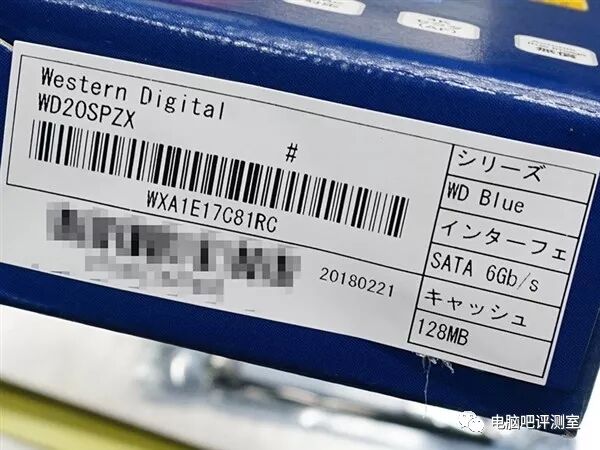 Western Digital
WD20SPZX
#
WXA1E17C81RC
20180221
シリーズ
WD Blue
インターフェ
SATA 6Gb/s
キャッシュ
128MB
电脑吧评测室